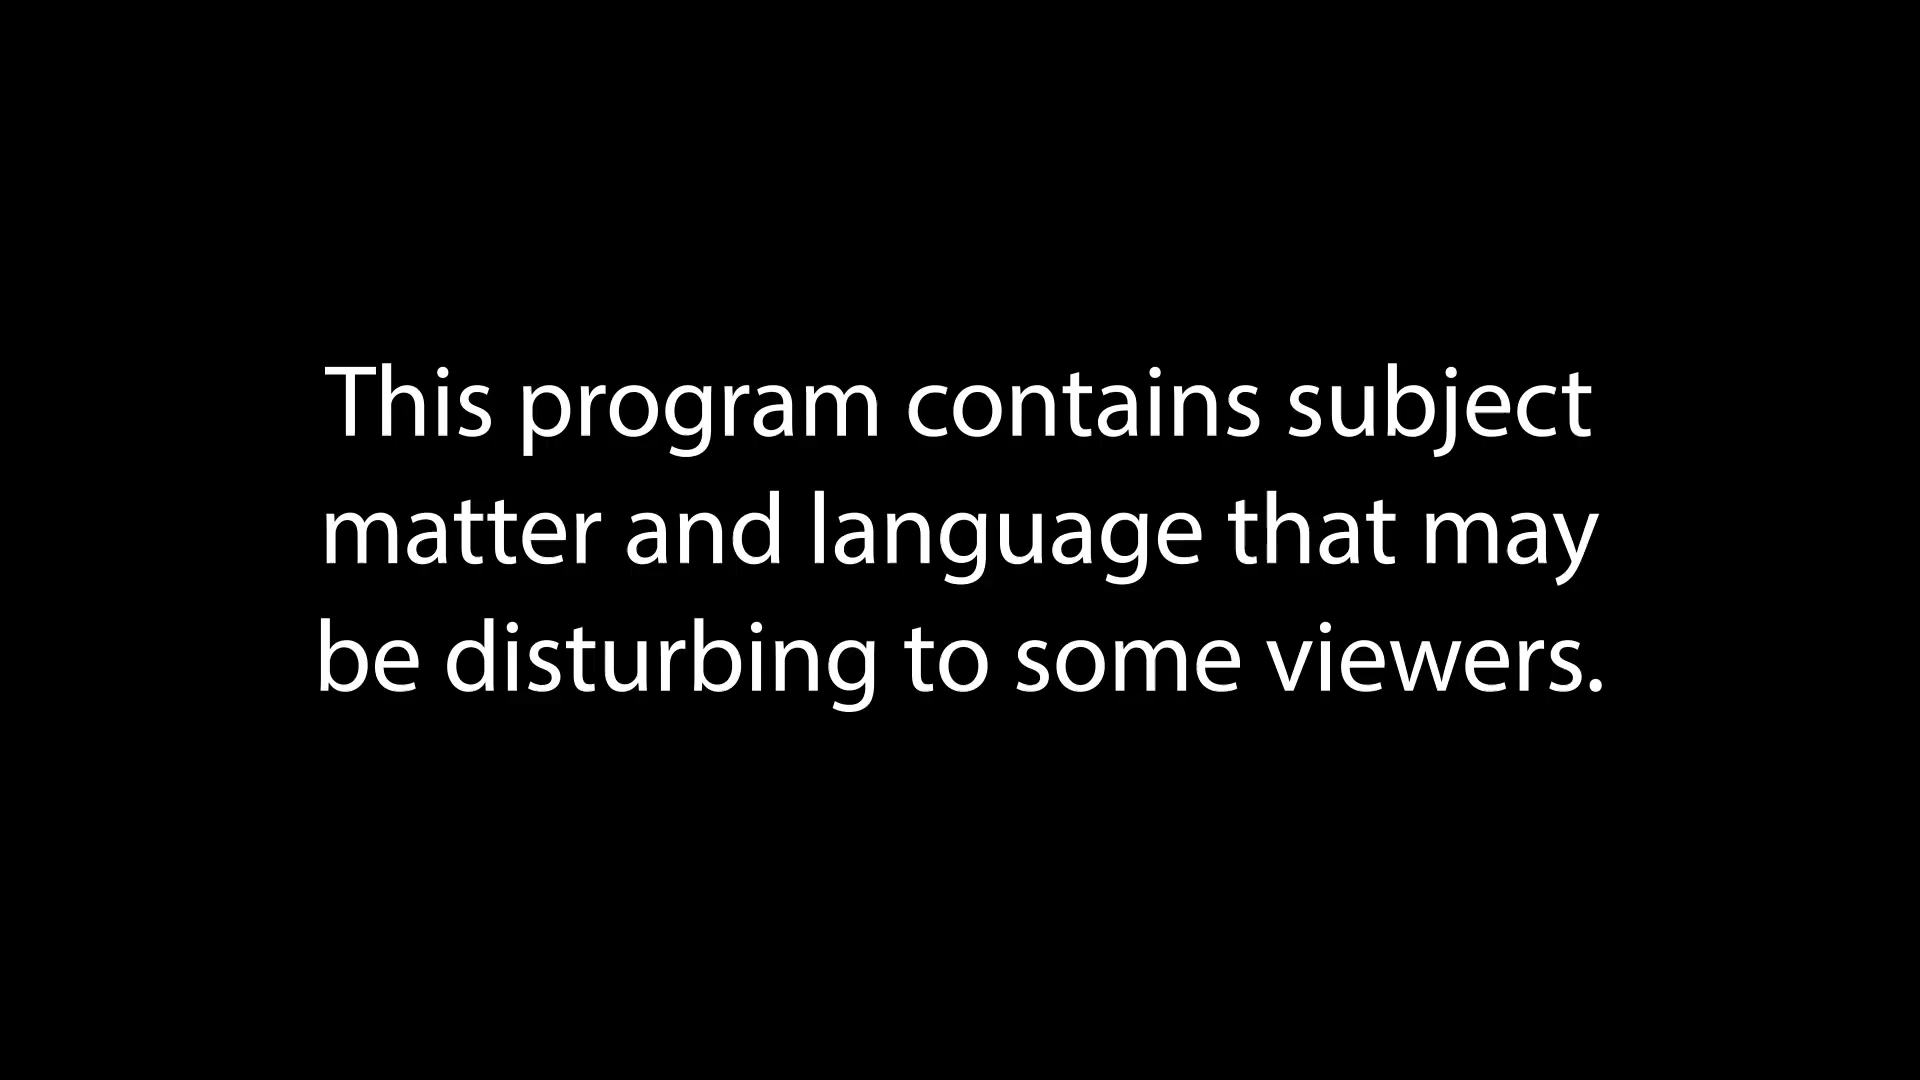 This program contains subject
matter and language that may
be disturbing to some viewers.